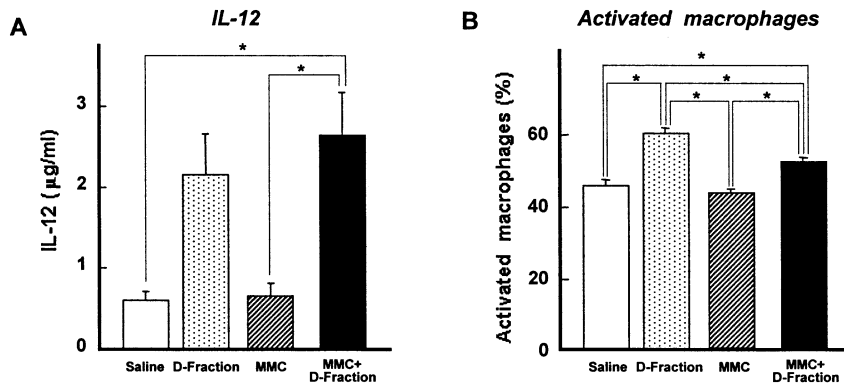 A
IL-12
*
*
IL-12 ( μg/ml)
3
2
1
0
Saline
D-Fraction
MMC
MMC+
D-Fraction
B
Activated macrophages
*
*
*
*
*
Activated macrophages (%)
60
40
20
0
Saline
D-Fraction
MMC
MMC+
D-Fraction